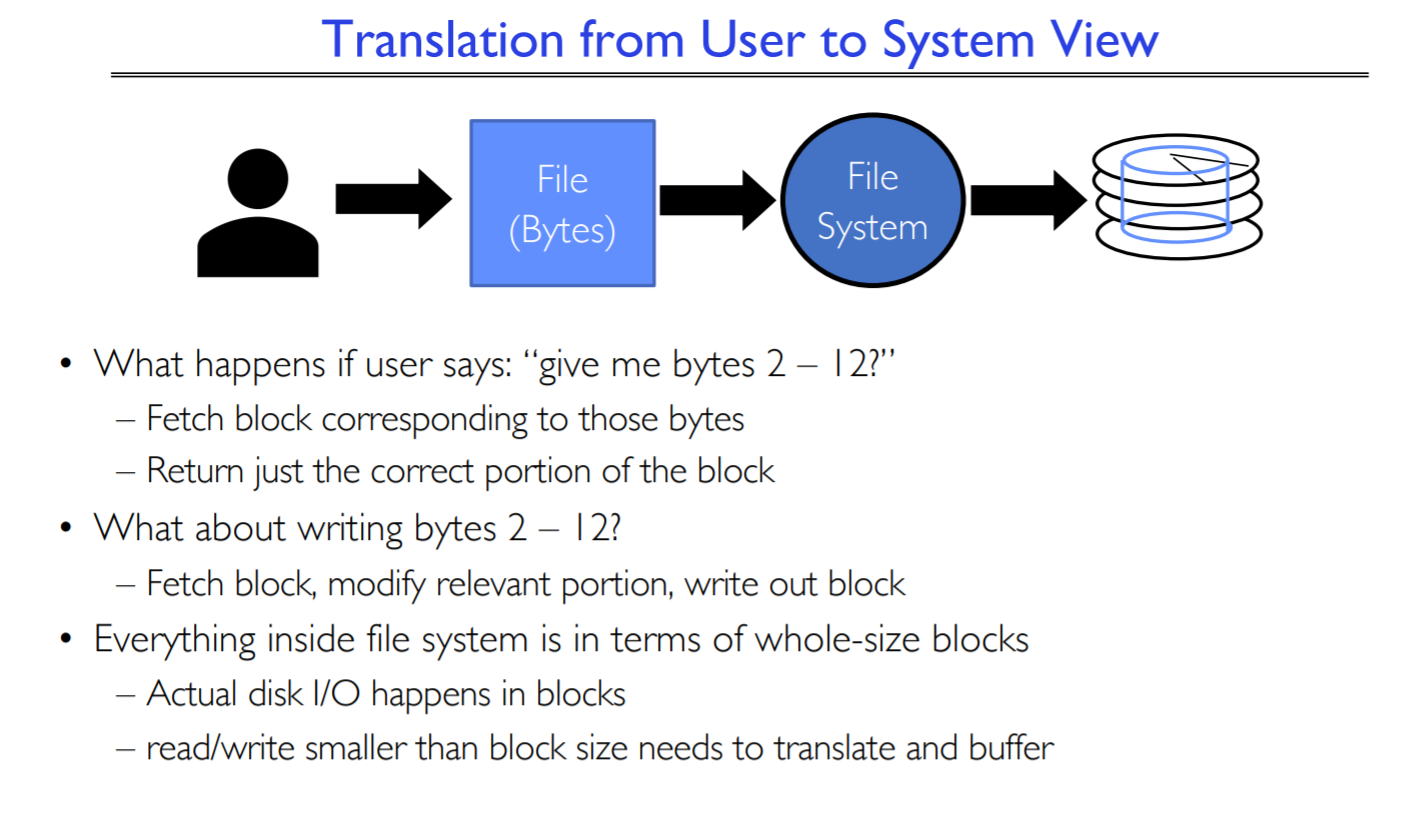 Translation from User to System View
File
(Bytes)
File
System
• What happens if user says: “give me bytes 2 – 12?”
– Fetch block corresponding to those bytes
– Return just the correct portion of the block
• What about writing bytes 2 – 12?
– Fetch block, modify relevant portion, write out block
• Everything inside file system is in terms of whole-size blocks
– Actual disk I/O happens in blocks
– read/write smaller than block size needs to translate and buffer